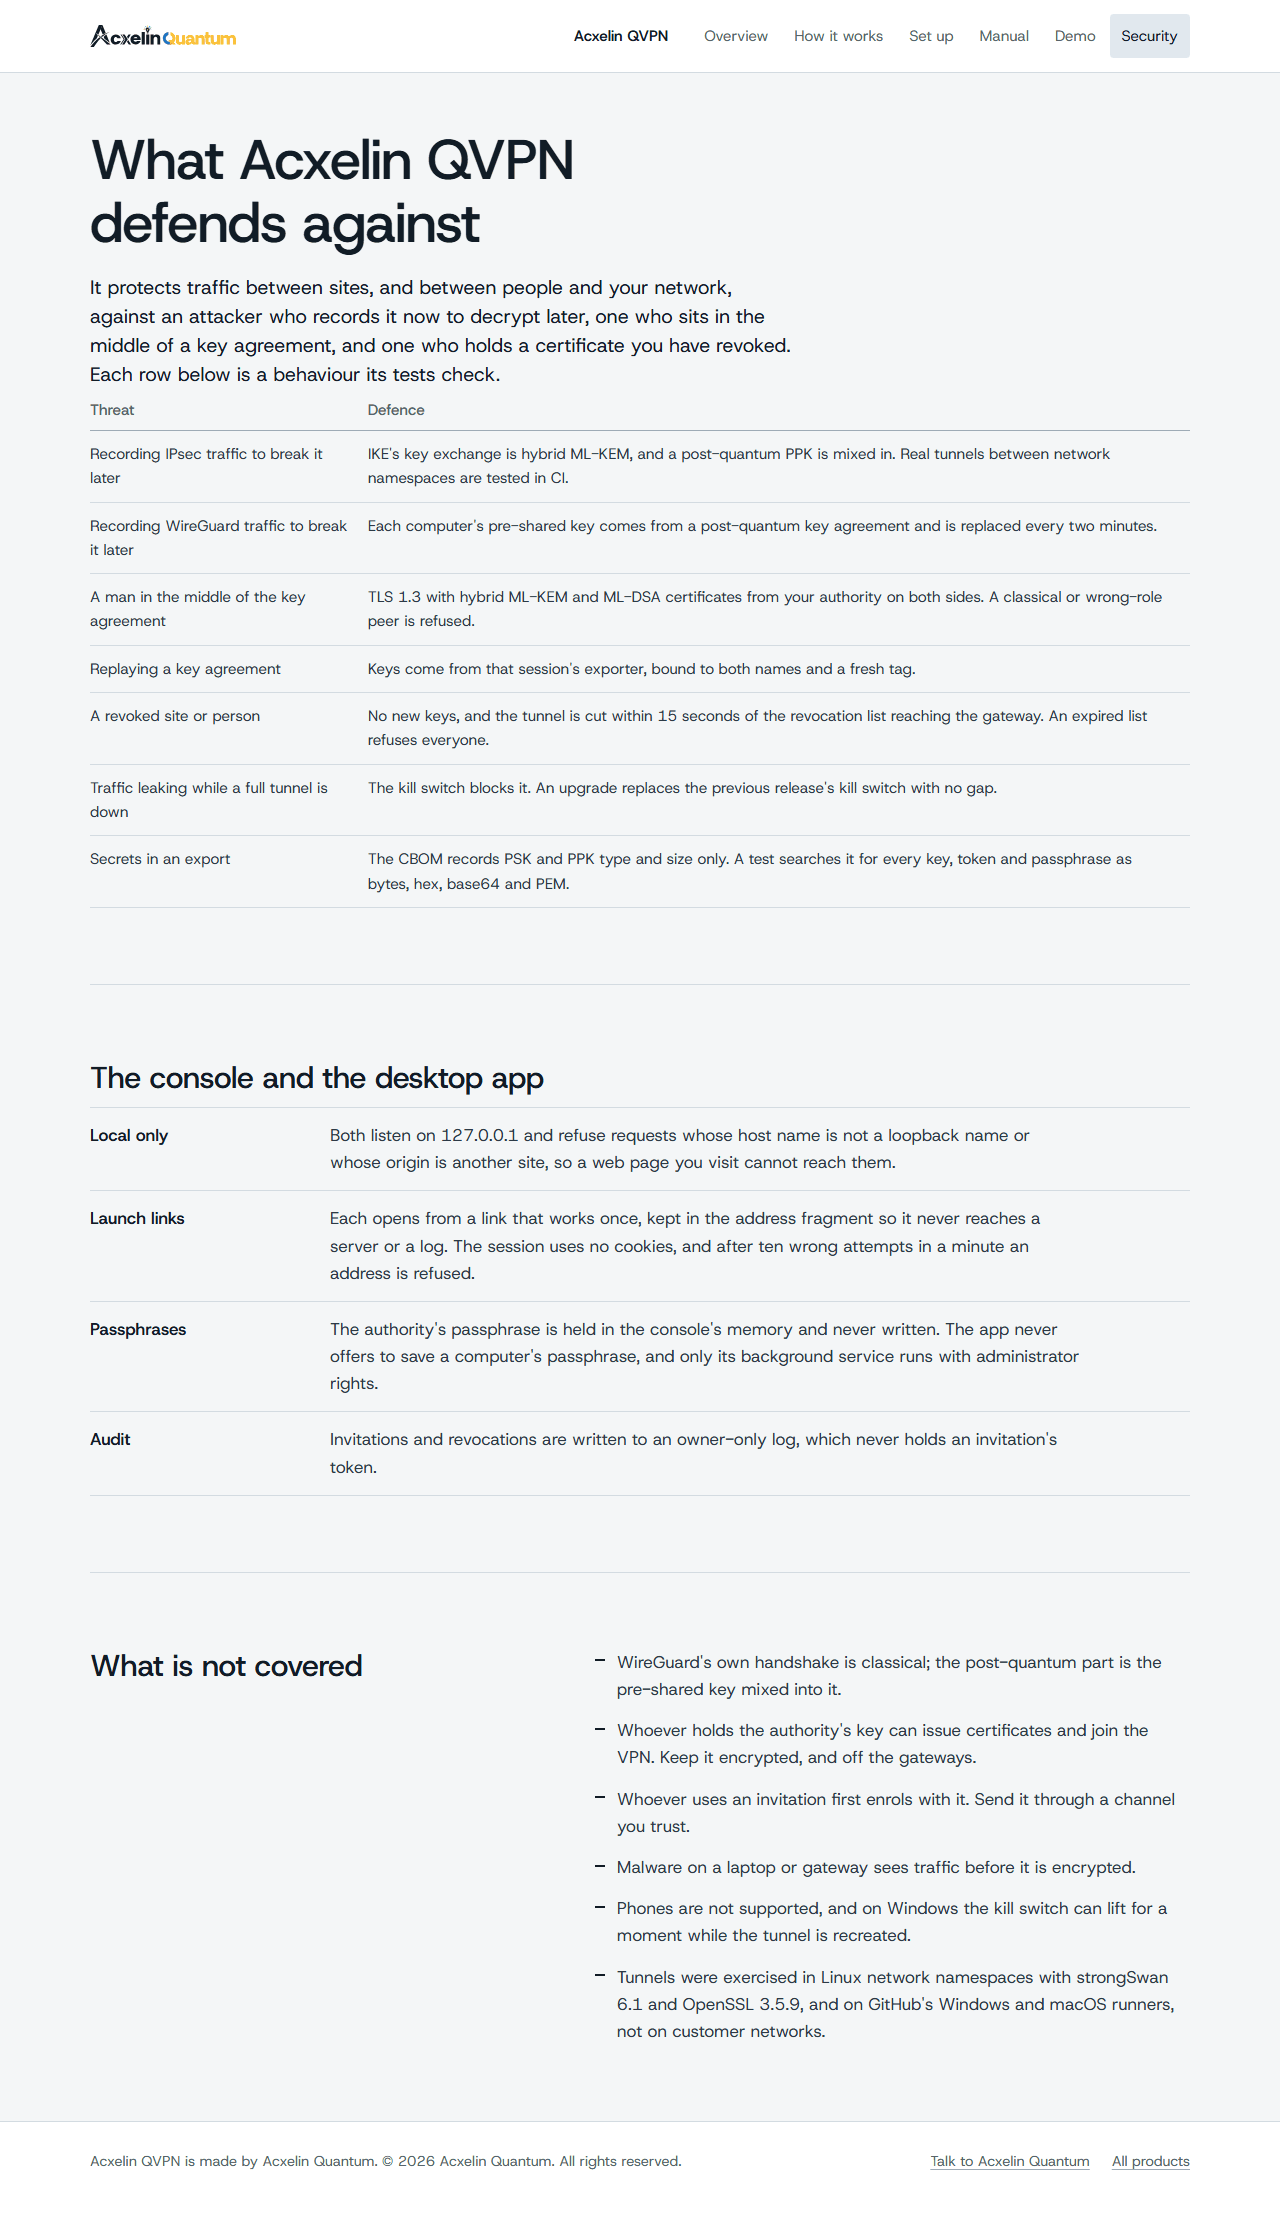 Acxelin Quantum
Acxelin QVPN Overview How it works Set up Manual Demo Security
What Acxelin QVPN
defends against
It protects traffic between sites, and between people and your network,
against an attacker who records it now to decrypt later, one who sits in the
middle of a key agreement, and one who holds a certificate you have revoked.
Each row below is a behaviour its tests check.
Threat Defence
Recording IPsec traffic to break it
later
IKE's key exchange is hybrid ML-KEM, and a post-quantum PPK is mixed in. Real tunnels between network
namespaces are tested in CI.
Recording WireGuard traffic to break
it later
Each computer's pre-shared key comes from a post-quantum key agreement and is replaced every two minutes.
A man in the middle of the key
agreement
TLS 1.3 with hybrid ML-KEM and ML-DSA certificates from your authority on both sides. A classical or wrong-role
peer is refused.
Replaying a key agreement
Keys come from that session's exporter, bound to both names and a fresh tag.
A revoked site or person
No new keys, and the tunnel is cut within 15 seconds of the revocation list reaching the gateway. An expired list
refuses everyone.
Traffic leaking while a full tunnel is
down
The kill switch blocks it. An upgrade replaces the previous release's kill switch with no gap.
Secrets in an export
The CBOM records PSK and PPK type and size only. A test searches it for every key, token and passphrase as
bytes, hex, base64 and PEM.
The console and the desktop app
Local only
Both listen on 127.0.0.1 and refuse requests whose host name is not a loopback name or
whose origin is another site, so a web page you visit cannot reach them.
Launch links
Each opens from a link that works once, kept in the address fragment so it never reaches a
server or a log. The session uses no cookies, and after ten wrong attempts in a minute an
address is refused.
Passphrases
The authority's passphrase is held in the console's memory and never written. The app never
offers to save a computer's passphrase, and only its background service runs with administrator
rights.
Audit
Invitations and revocations are written to an owner-only log, which never holds an invitation's
token.
What is not covered
WireGuard's own handshake is classical; the post-quantum part is the
pre-shared key mixed into it.
Whoever holds the authority's key can issue certificates and join the
VPN. Keep it encrypted, and off the gateways.
Whoever uses an invitation first enrols with it. Send it through a channel
you trust.
Malware on a laptop or gateway sees traffic before it is encrypted.
Phones are not supported, and on Windows the kill switch can lift for a
moment while the tunnel is recreated.
Tunnels were exercised in Linux network namespaces with strongSwan
6.1 and OpenSSL 3.5.9, and on GitHub's Windows and macOS runners,
not on customer networks.
Acxelin QVPN is made by Acxelin Quantum. © 2026 Acxelin Quantum. All rights reserved.
Talk to Acxelin Quantum All products